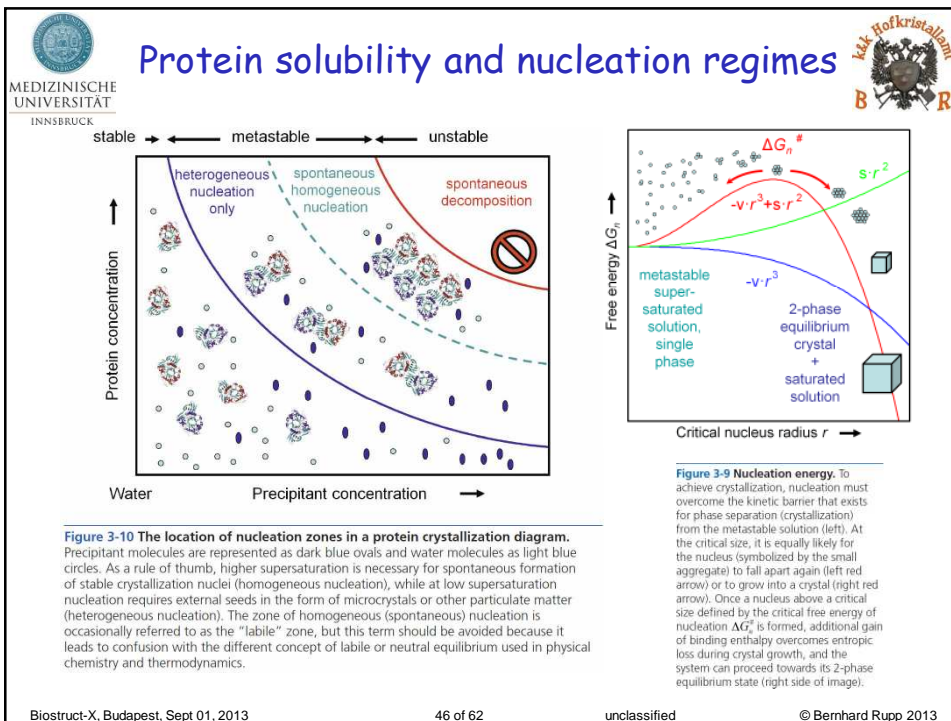 Protein solubility and nucleation regimes
MEDIZINISCHE
UNIVERSITÄT
INNSBRUCK
k&k Hofkristallamt
B R
stable metastable unstable
heterogeneous
nucleation
only
spontaneous
homogeneous
nucleation
spontaneous
decomposition
Protein concentration
Water Precipitant concentration
Figure 3-10 The location of nucleation zones in a protein crystallization diagram.
Precipitant molecules are represented as dark blue ovals and water molecules as light blue
circles. As a rule of thumb, higher supersaturation is necessary for spontaneous formation
of stable crystallization nuclei (homogeneous nucleation), while at low supersaturation
nucleation requires external seeds in the form of microcrystals or other particulate matter
(heterogeneous nucleation). The zone of homogeneous (spontaneous) nucleation is
occasionally referred to as the “labile” zone, but this term should be avoided because it
leads to confusion with the different concept of labile or neutral equilibrium used in physical
chemistry and thermodynamics.
ΔGn#
s·r²
-v·r³+s·r²
-v·r³
metastable
super-
saturated
solution,
single
phase
2-phase
equilibrium
crystal
+
saturated
solution
Free energy ΔGn
Critical nucleus radius r
Figure 3-9 Nucleation energy. To
achieve crystallization, nucleation must
overcome the kinetic barrier that exists
for phase separation (crystallization)
from the metastable solution (left). At
the critical size, it is equally likely for
the nucleus (symbolized by the small
aggregate) to fall apart again (left red
arrow) or to grow into a crystal (right red
arrow). Once a nucleus above a critical
size defined by the critical free energy of
nucleation ΔGn# is formed, additional gain
of binding enthalpy overcomes entropic
loss during crystal growth, and the
system can proceed towards its 2-phase
equilibrium state (right side of image).
Biostruct-X, Budapest, Sept 01, 2013 46 of 62 unclassified © Bernhard Rupp 2013